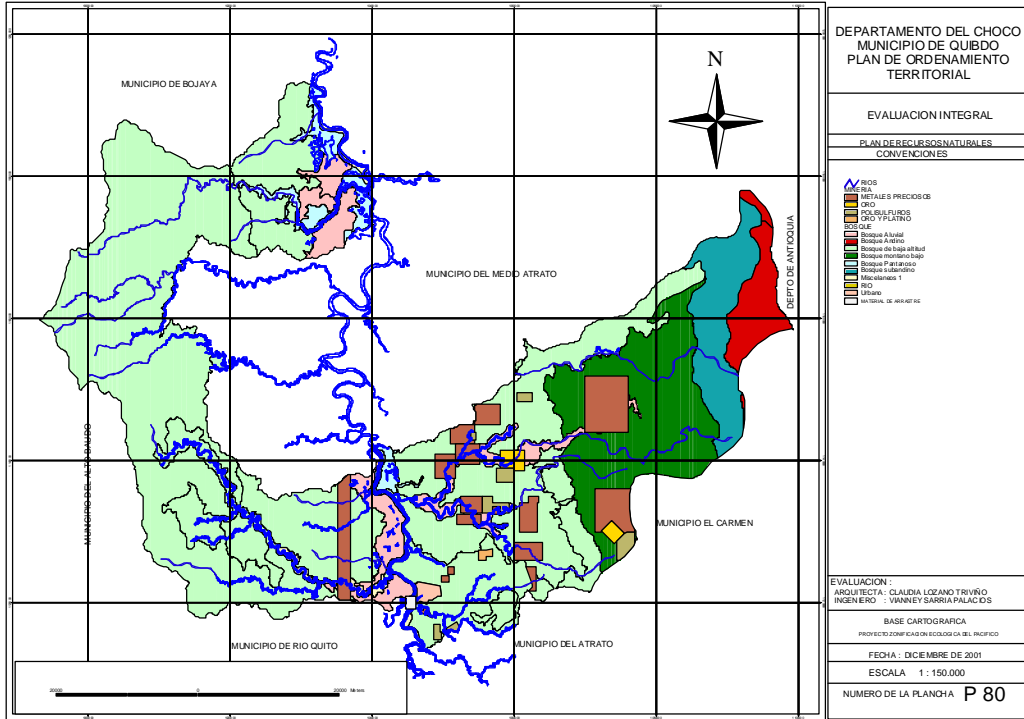 DEPARTAMENTO DEL CHOCO
MUNICIPIO DE QUIBDO
PLAN DE ORDENAMIENTO
TERRITORIAL
EVALUACION INTEGRAL
PLAN DE RECURSOS NATURALES
CONVENCIONES
RIOS
MINERIA
METALES PRECIOSOS
ORO
POLISULFUROS
ORO Y PLATINO
BOSQUE
Bosque Aluvial
Bosque Andino
Bosque de baja altitud
Bosque montano bajo
Bosque Pantanoso
Bosque subandino
Miscelaneos 1
RIO
Urbano
MATERIAL DE ARRASTRE
EVALUACION :
ARQUITECTA : CLAUDIA LOZANO TRIVIÑO
INGENIERO : VIANNEY SARRIA PALACIOS
BASE CARTOGRAFICA
PROYECTO ZONIFICACION ECOLOGICA DEL PACIFICO
FECHA : DICIEMBRE DE 2001
ESCALA 1 : 150.000
NUMERO DE LA PLANCHA P 80
N
MUNICIPIO DE BOJAYA
MUNICIPIO DEL MEDIO ATRATO
DEPTO DE ANTIOQUIA
MUNICIPIO DEL ALTO BAUDO
MUNICIPIO EL CARMEN
MUNICIPIO DE RIO QUITO
MUNICIPIO DEL ATRATO
20000 0 20000 Metros